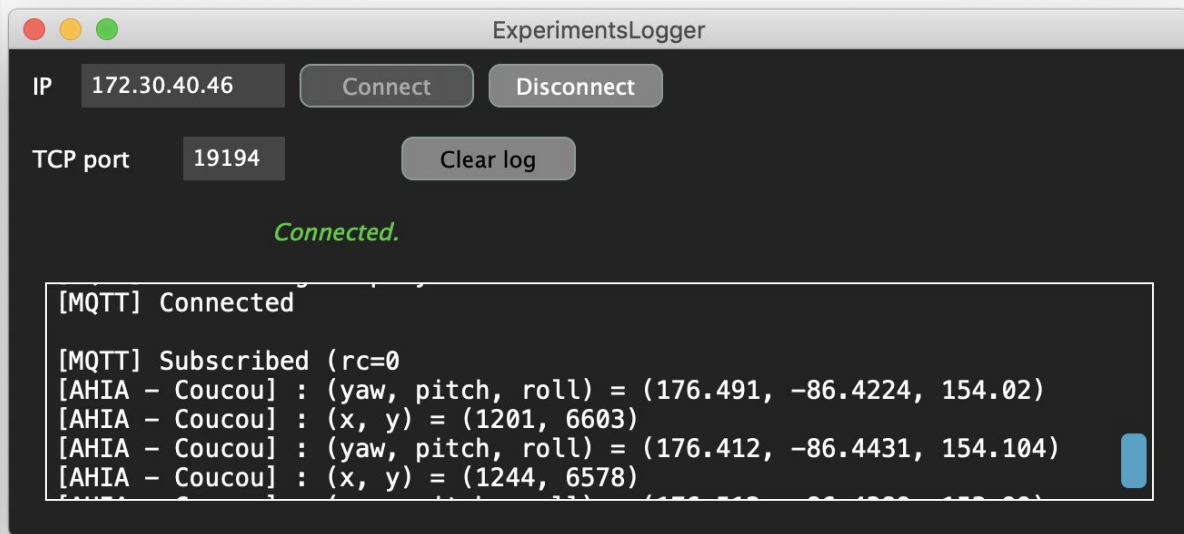 ExperimentsLogger
IP 172.30.40.46 Connect Disconnect
TCP port 19194 Clear log
Connected.
[MQTT] Connected
[MQTT] Subscribed (rc=0
[AHIA – Coucou] : (yaw, pitch, roll) = (176.491, -86.4224, 154.02)
[AHIA – Coucou] : (x, y) = (1201, 6603)
[AHIA – Coucou] : (yaw, pitch, roll) = (176.412, -86.4431, 154.104)
[AHIA – Coucou] : (x, y) = (1244, 6578)